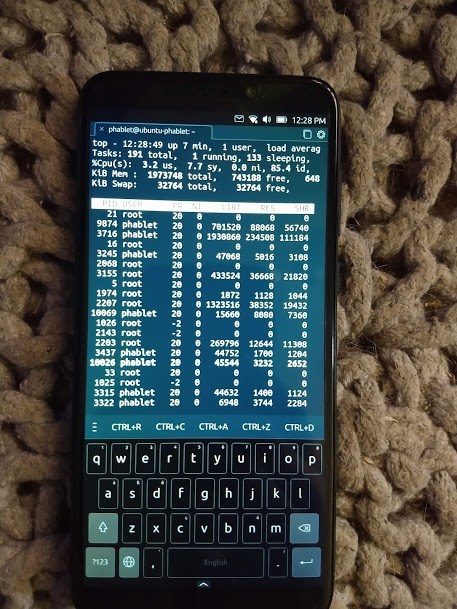 12:28 PM
× phablet@ubuntu-phablet: ~
top - 12:28:49 up 7 min, 1 user, load averag
Tasks: 191 total, 1 running, 133 sleeping,
%Cpu(s): 3.2 us, 7.7 sy, 0.0 ni, 85.4 id,
KiB Mem : 1973748 total, 743188 free, 648
KiB Swap: 32764 total, 32764 free,
PID USER PR NI VIRT RES SHR
21 root 20 0 0 0 0
9874 phablet 20 0 701520 88068 56740
3716 phablet 20 0 1930860 234508 111184
16 root 20 0 0 0 0
3245 phablet 20 0 47068 5016 3108
2068 root 20 0 0 0 0
3155 root 20 0 433524 36668 21820
5 root 20 0 0 0 0
1974 root 20 0 1872 1128 1044
2207 root 20 0 1323516 38352 19432
10069 phablet 20 0 15660 8080 7360
1026 root -2 0 0 0 0
2143 root -2 0 0 0 0
2203 root 20 0 269796 12644 11308
3437 phablet 20 0 44752 1700 1204
10026 phablet 20 0 45544 3232 2652
33 root 20 0 0 0 0
1025 root -2 0 0 0 0
3315 phablet 20 0 44632 1400 1124
3322 phablet 20 0 6948 3744 2284
CTRL+R CTRL+C CTRL+A CTRL+Z CTRL+D
q w e r t y u i o p
a s d f g h j k l
z x c v b n m
?123 , English .